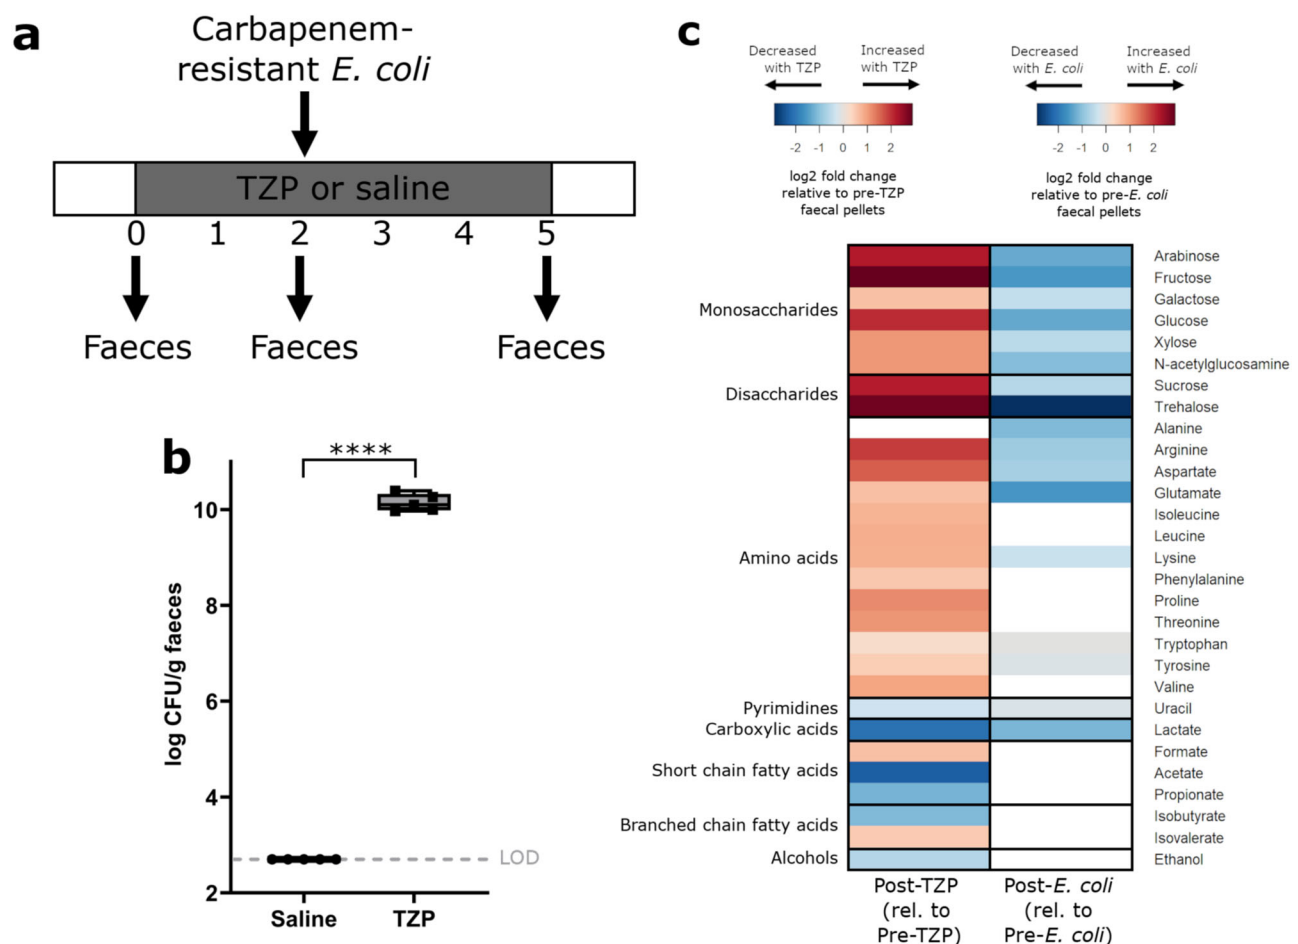 a
Carbapenem-
resistant E. coli
TZP or saline
0 1 2 3 4 5
Faeces Faeces Faeces
b
****
log CFU/g faeces
10
8
6
4
2
LOD
Saline TZP
c
Decreased
with TZP
Increased
with TZP
-2 -1 0 1 2
log2 fold change
relative to pre-TZP
faecal pellets
Decreased
with E. coli
Increased
with E. coli
-2 -1 0 1 2
log2 fold change
relative to pre-E. coli
faecal pellets
Monosaccharides
Disaccharides
Amino acids
Pyrimidines
Carboxylic acids
Short chain fatty acids
Branched chain fatty acids
Alcohols
Arabinose
Fructose
Galactose
Glucose
Xylose
N-acetylglucosamine
Sucrose
Trehalose
Alanine
Arginine
Aspartate
Glutamate
Isoleucine
Leucine
Lysine
Phenylalanine
Proline
Threonine
Tryptophan
Tyrosine
Valine
Uracil
Lactate
Formate
Acetate
Propionate
Isobutyrate
Isovalerate
Ethanol
Post-TZP
(rel. to
Pre-TZP)
Post-E. coli
(rel. to
Pre-E. coli)